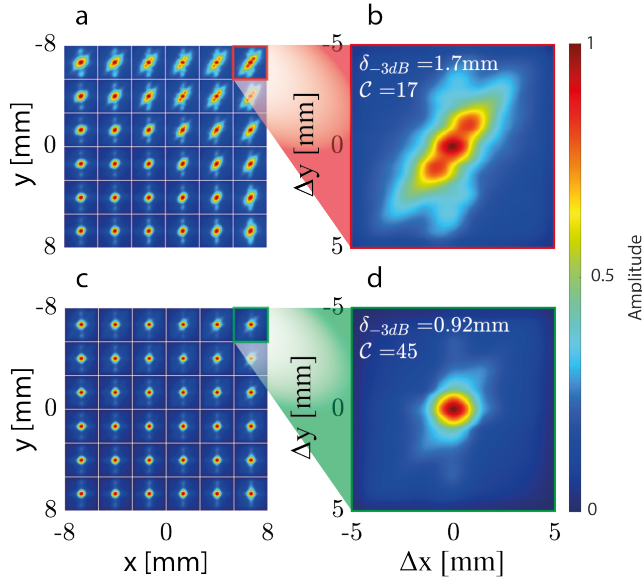 a
b
-8
0
8
y [mm]
-5
0
5
Δy [mm]
δ−3dB =1.7mm
C =17
1
0.5
0
Amplitude
c
d
-8
0
8
y [mm]
-5
0
5
Δy [mm]
δ−3dB =0.92mm
C =45
-8 0 8
x [mm]
-5 0 5
Δx [mm]